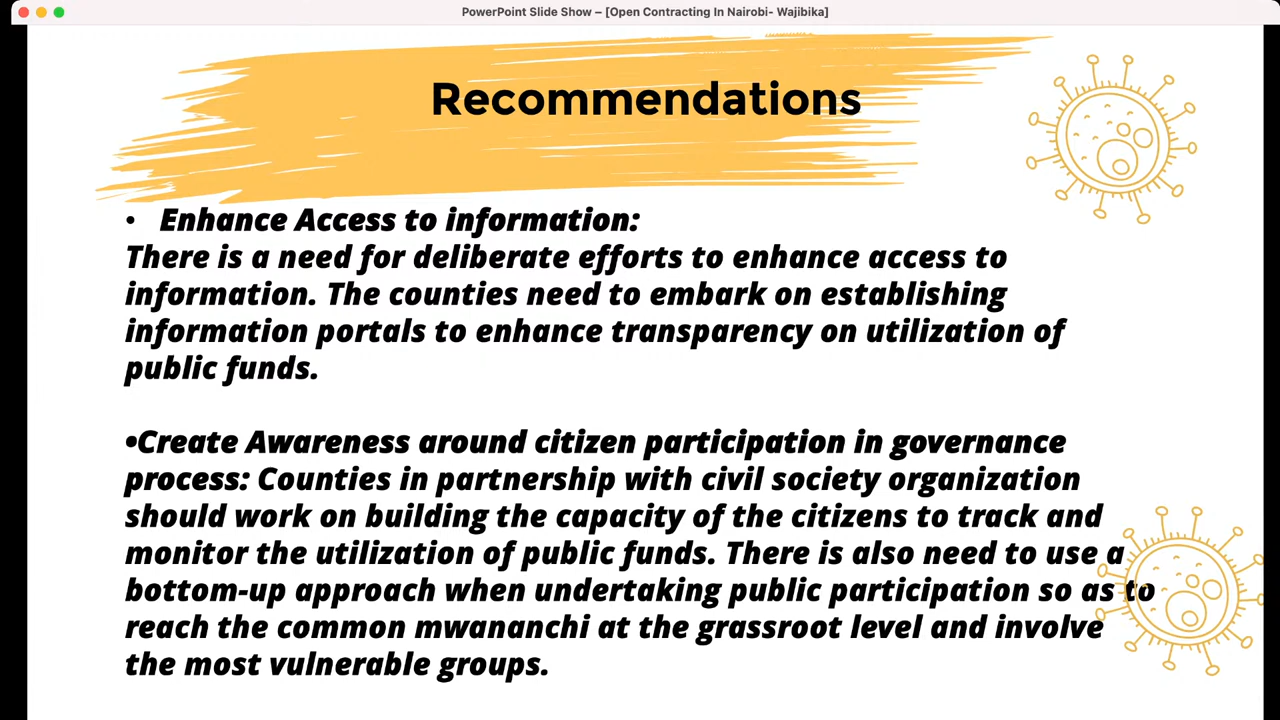 PowerPoint Slide Show – [Open Contracting In Nairobi- Wajibika]
Recommendations
• Enhance Access to information:
There is a need for deliberate efforts to enhance access to
information. The counties need to embark on establishing
information portals to enhance transparency on utilization of
public funds.
•Create Awareness around citizen participation in governance
process: Counties in partnership with civil society organization
should work on building the capacity of the citizens to track and
monitor the utilization of public funds. There is also need to use a
bottom-up approach when undertaking public participation so as to
reach the common mwananchi at the grassroot level and involve
the most vulnerable groups.